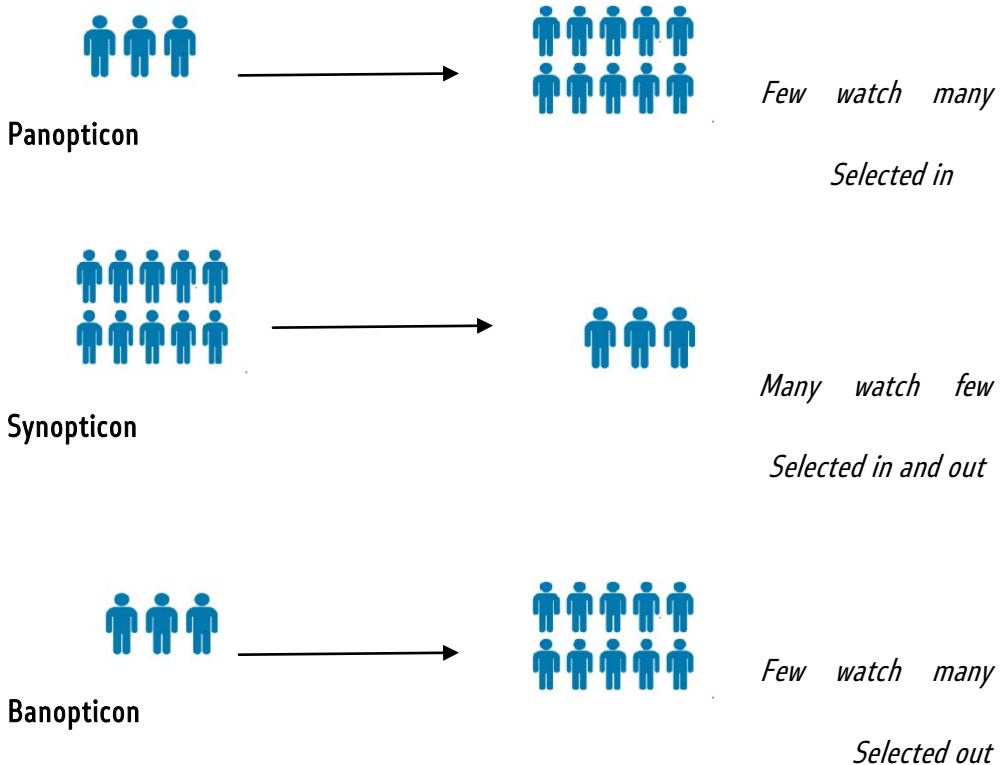 Few watch many
Panopticon
Selected in
Many watch few
Synopticon
Selected in and out
Few watch many
Banopticon
Selected out